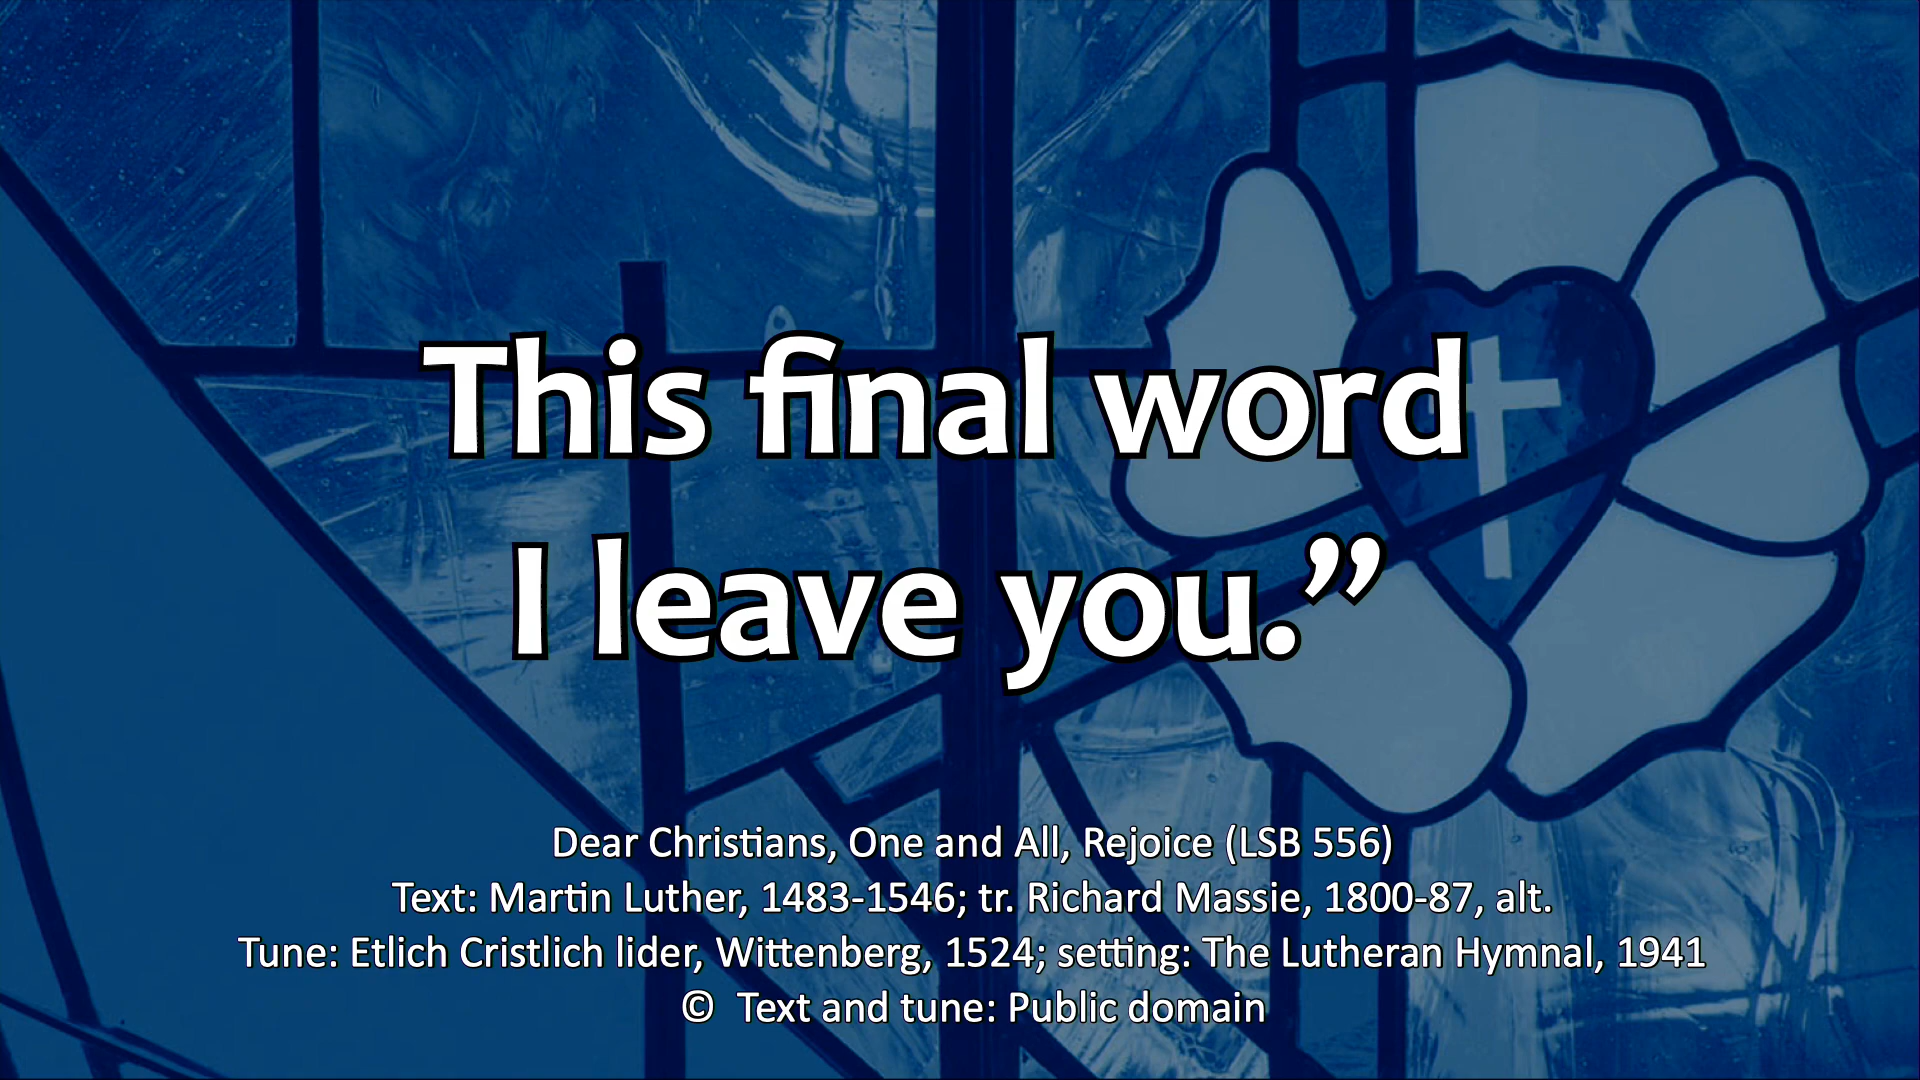 This final word
I leave you.”
Dear Christians, One and All, Rejoice (LSB 556)
Text: Martin Luther, 1483-1546; tr. Richard Massie, 1800-87, alt.
Tune: Etlich Cristlich lider, Wittenberg, 1524; setting: The Lutheran Hymnal, 1941
© Text and tune: Public domain